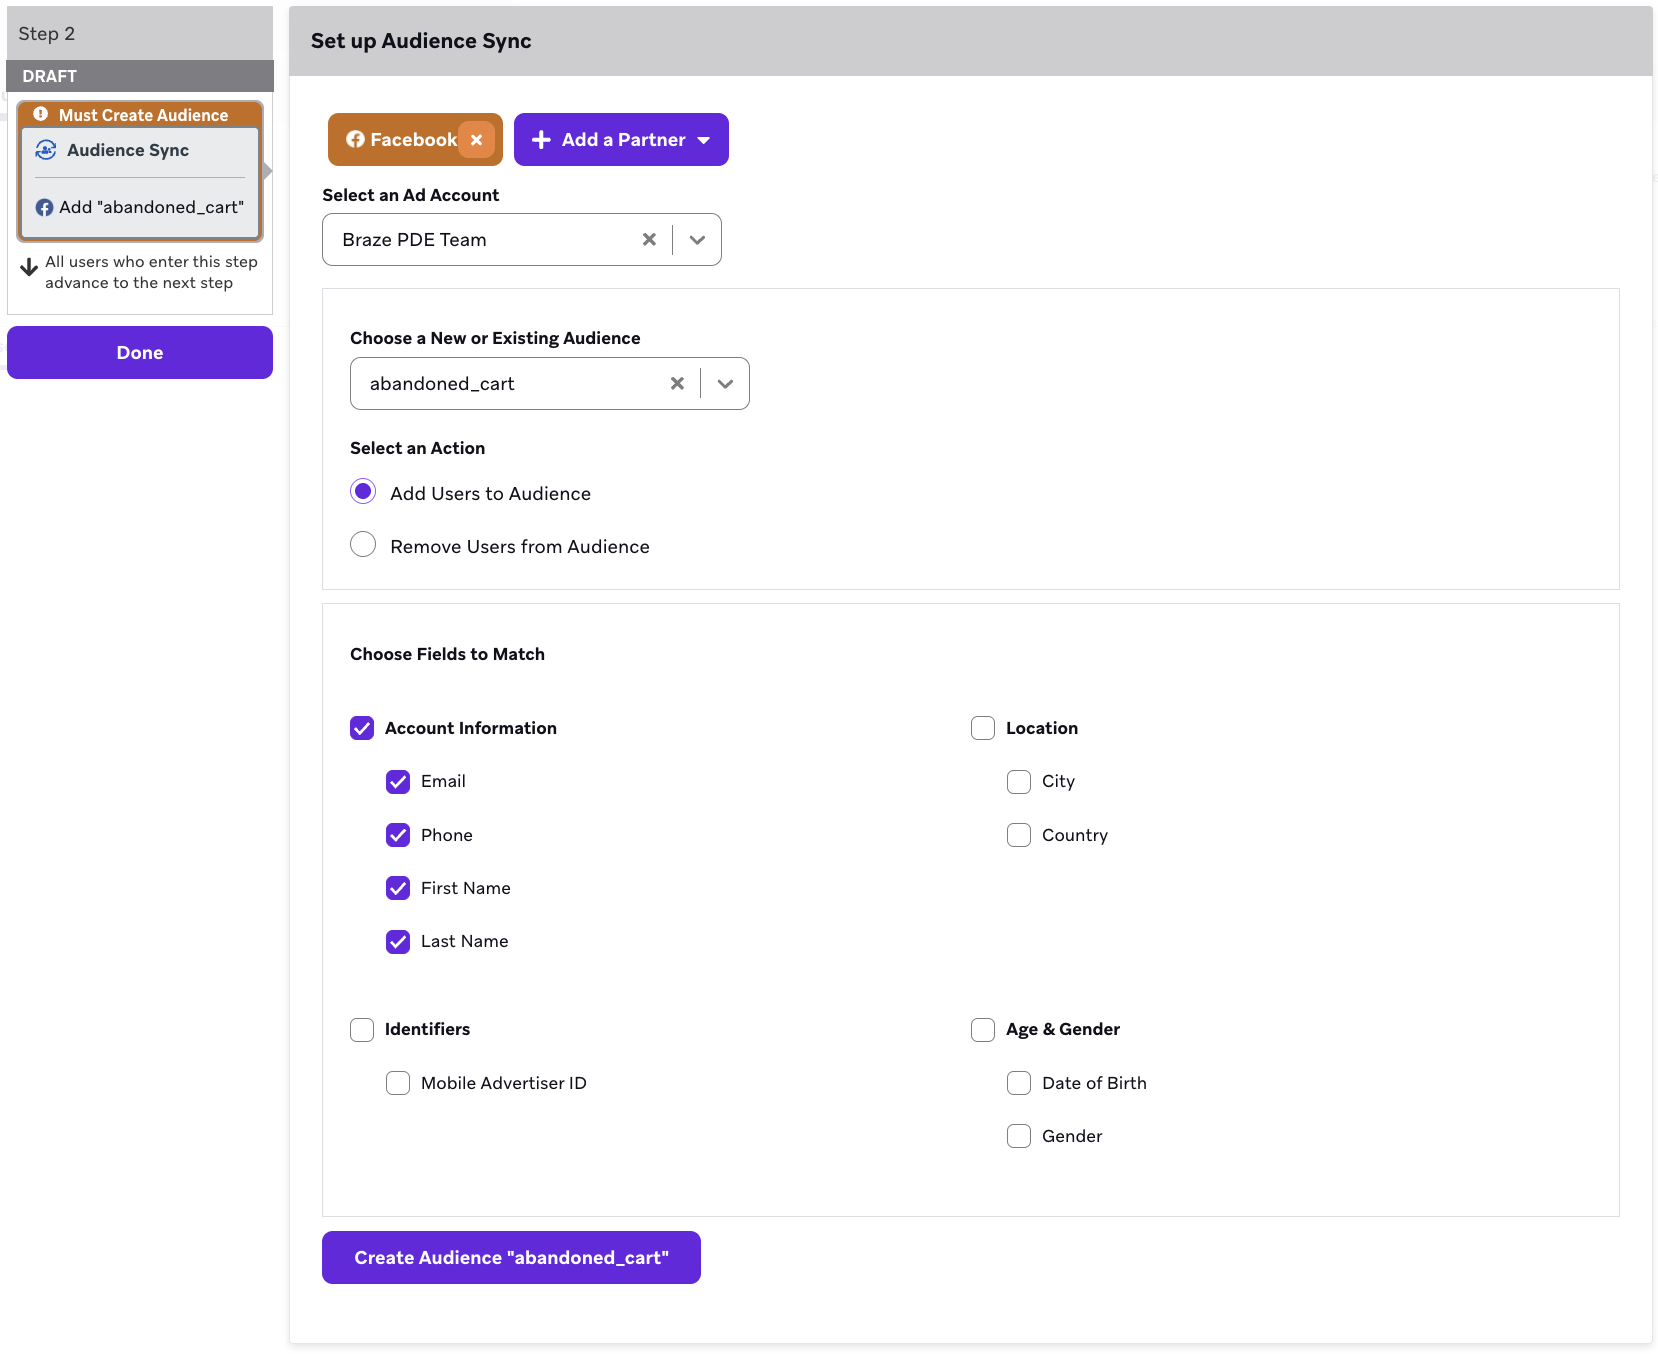 Step 2
DRAFT
Must Create Audience
Audience Sync
Add "abandoned_cart"
All users who enter this step
advance to the next step
Done
Set up Audience Sync
Facebook
Add a Partner
Select an Ad Account
Braze PDE Team
Choose a New or Existing Audience
abandoned_cart
Select an Action
Add Users to Audience
Remove Users from Audience
Choose Fields to Match
Account Information
Email
Phone
First Name
Last Name
Location
City
Country
Identifiers
Mobile Advertiser ID
Age & Gender
Date of Birth
Gender
Create Audience "abandoned_cart"